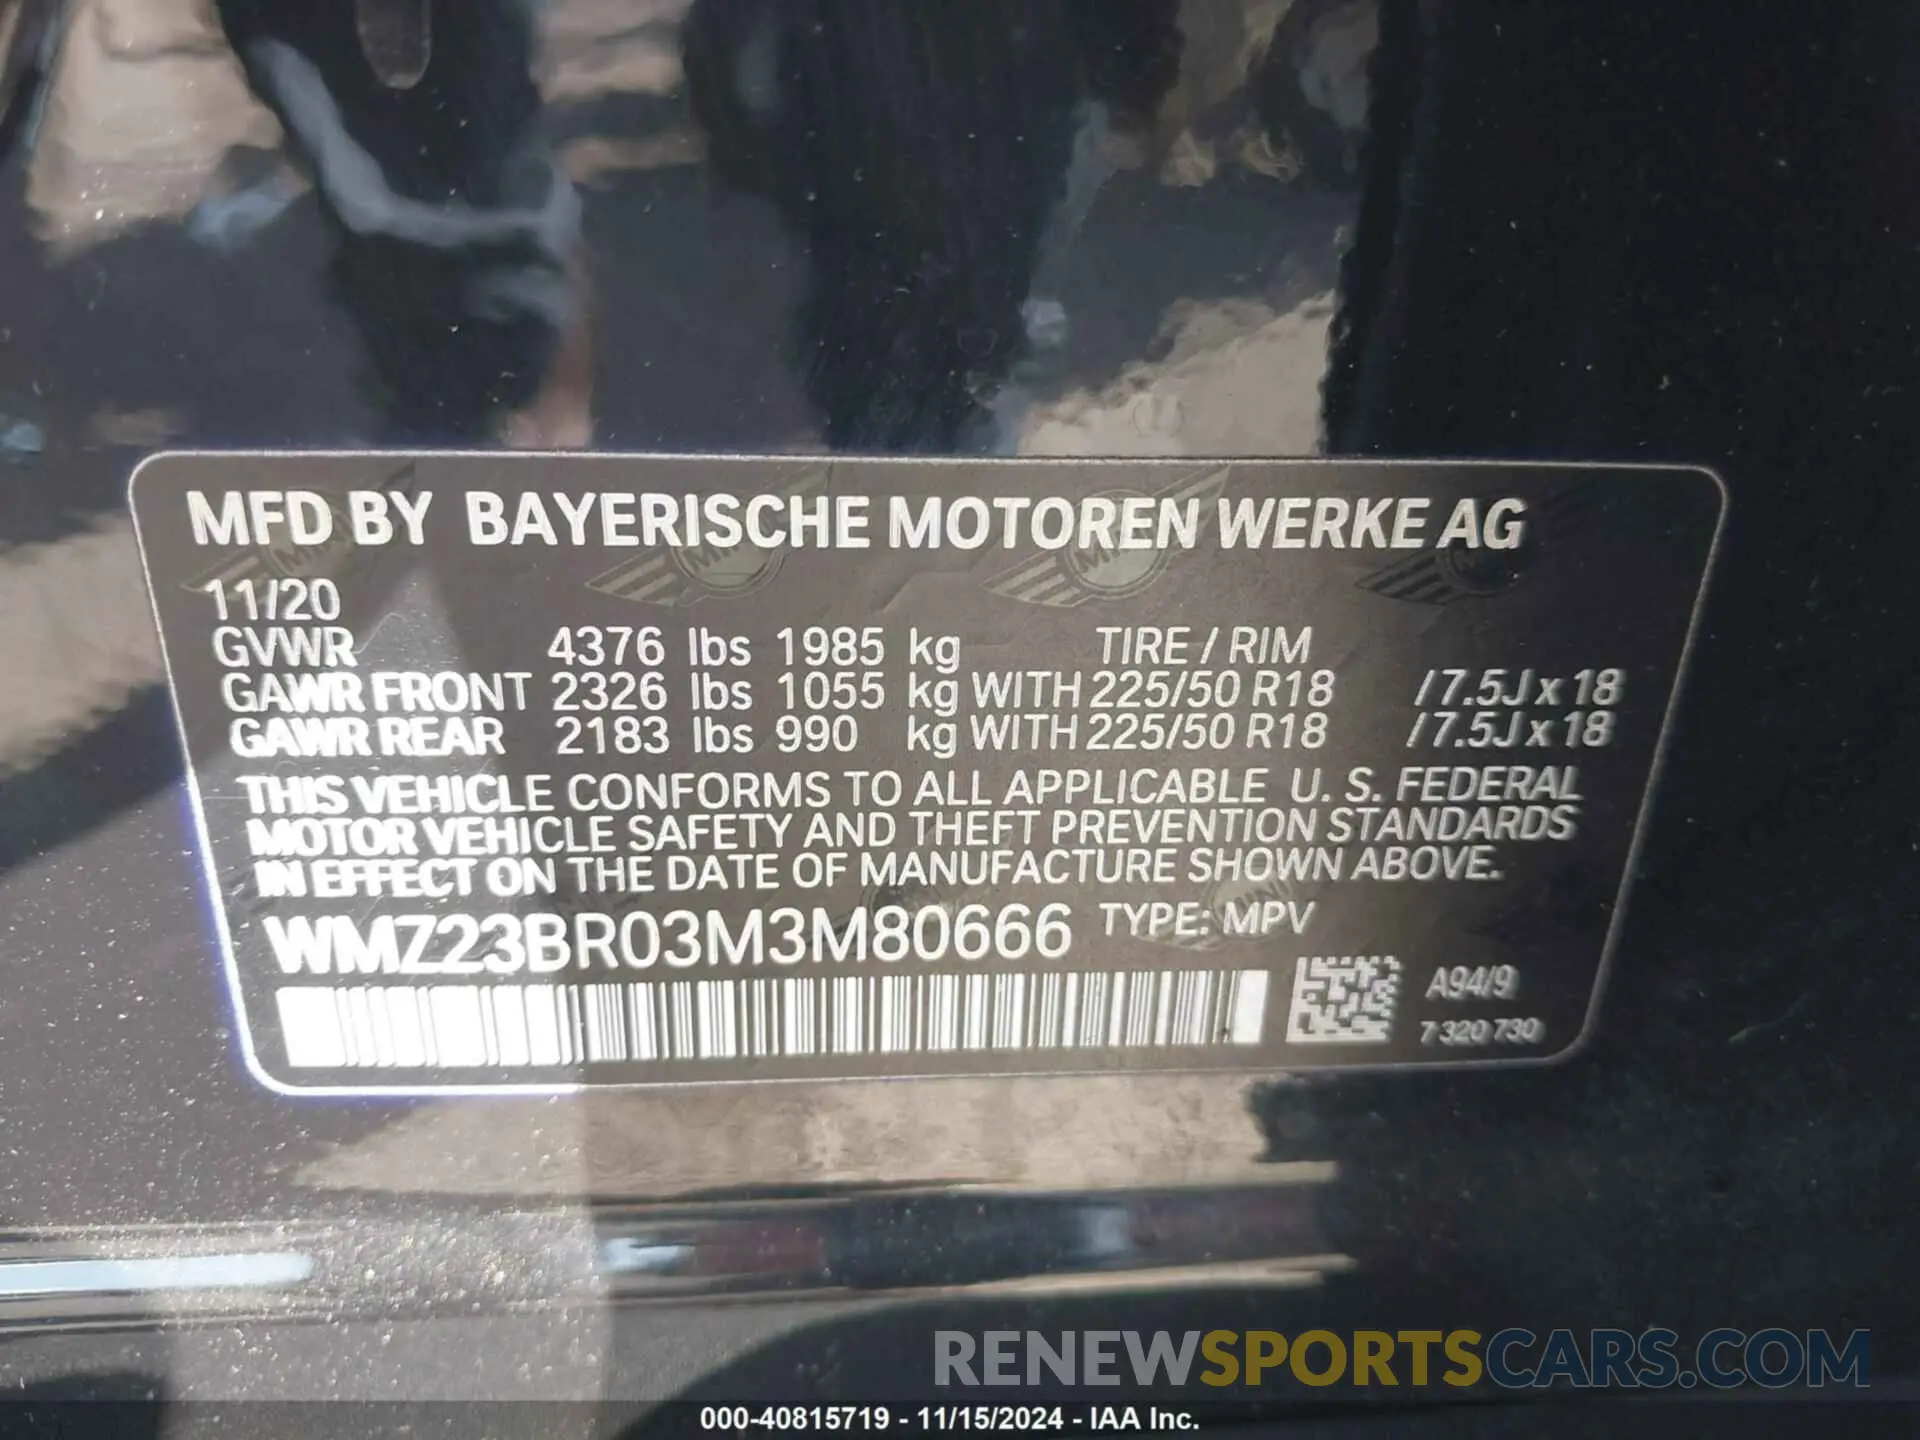 MFD BY BAYERISCHE MOTOREN WERKE AG
11/20
GVWR 4376 lbs 1985 kg TIRE / RIM
GAWR FRONT 2326 lbs 1055 kg WITH 225/50 R18 /7.5J x 18
GAWR REAR 2183 lbs 990 kg WITH 225/50 R18 /7.5J x 18
THIS VEHICLE CONFORMS TO ALL APPLICABLE U. S. FEDERAL
MOTOR VEHICLE SAFETY AND THEFT PREVENTION STANDARDS
IN EFFECT ON THE DATE OF MANUFACTURE SHOWN ABOVE.
WMZ23BR03M3M80666 TYPE: MPV
A94/9
7 320 730
RENEWSPORTSCARS.COM
000-40815719 - 11/15/2024 - IAA Inc.